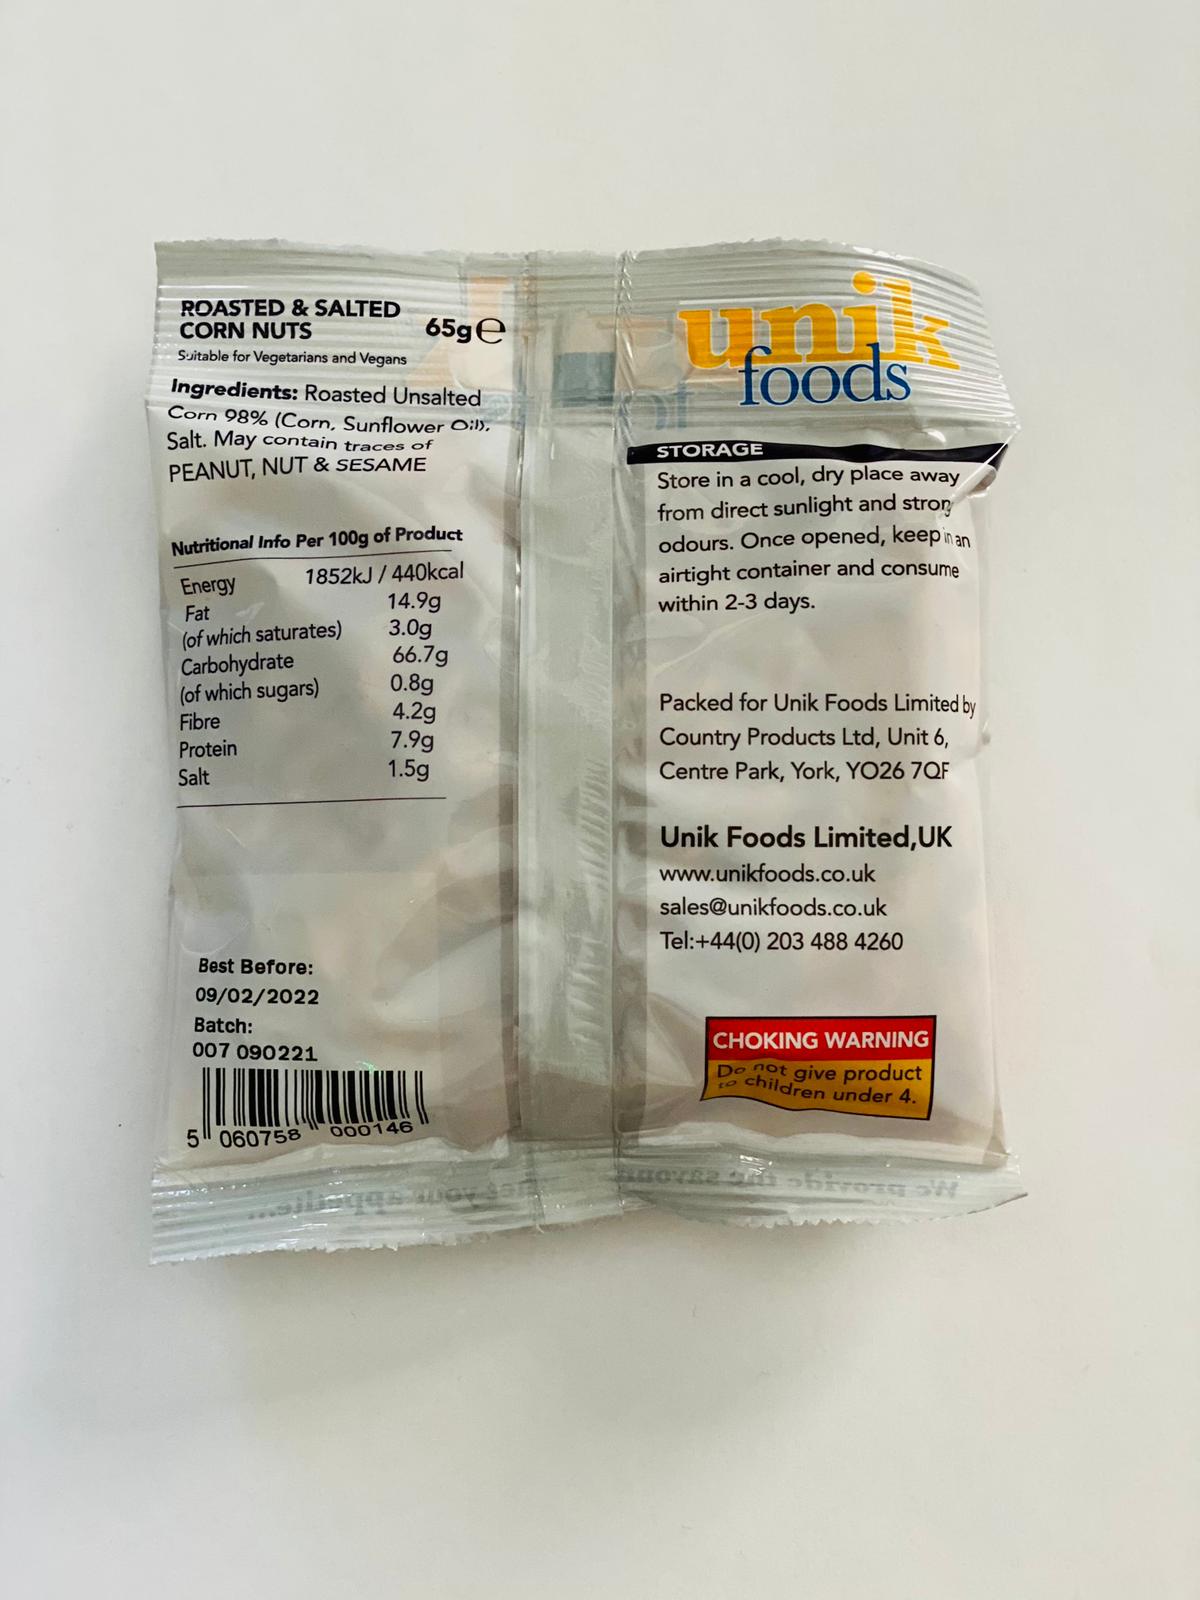 ROASTED & SALTED
CORN NUTS
65g℮
Suitable for Vegetarians and Vegans
Ingredients: Roasted Unsalted
Corn 98% (Corn, Sunflower Oil),
Salt. May contain traces of
PEANUT, NUT & SESAME
Nutritional Info Per 100g of Product
Energy 1852kJ / 440kcal
Fat 14.9g
(of which saturates) 3.0g
Carbohydrate 66.7g
(of which sugars) 0.8g
Fibre 4.2g
Protein 7.9g
Salt 1.5g
Best Before:
09/02/2022
Batch:
007 090221
5 060758 000146
unik
foods
STORAGE
Store in a cool, dry place away
from direct sunlight and strong
odours. Once opened, keep in an
airtight container and consume
within 2-3 days.
Packed for Unik Foods Limited by
Country Products Ltd, Unit 6,
Centre Park, York, YO26 7QF
Unik Foods Limited,UK
www.unikfoods.co.uk
sales@unikfoods.co.uk
Tel:+44(0) 203 488 4260
CHOKING WARNING
Do not give product
to children under 4.
We provide the your appetite...